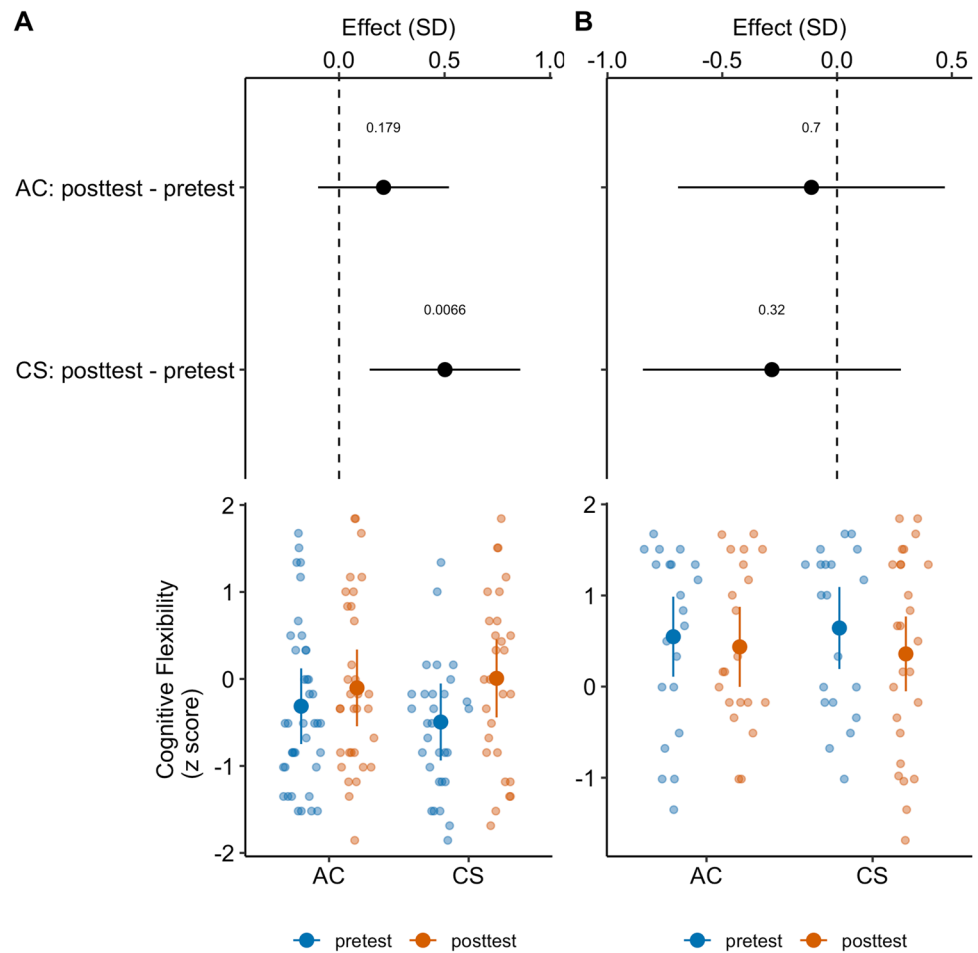 A
Effect (SD)
0.0 0.5 1.0
0.179
AC: posttest - pretest
0.0066
CS: posttest - pretest
B
Effect (SD)
-1.0 -0.5 0.0 0.5
0.7
0.32
Cognitive Flexibility
(z score)
2
1
0
-1
-2
AC CS
pretest posttest
2
1
0
-1
AC CS
pretest posttest